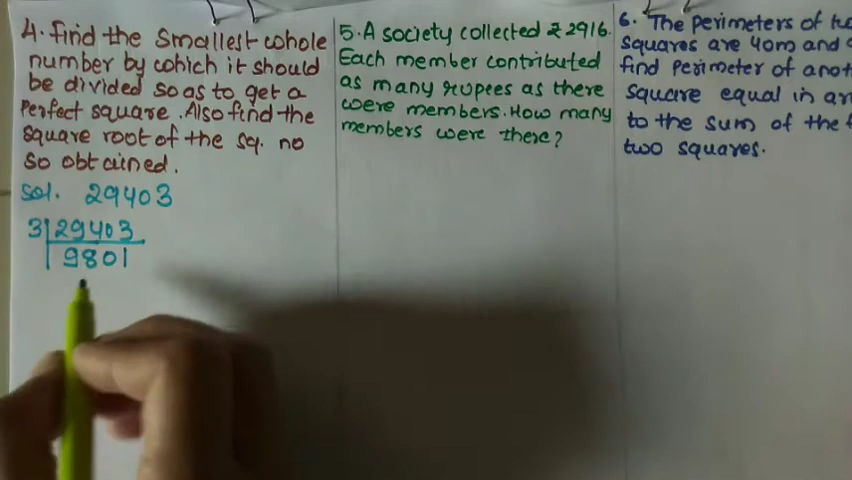 4. Find the smallest whole
number by which it should
be divided so as to get a
perfect square. Also find the
square root of the sq. no
so obtained.
Sol. 29403
3 29403
9801
5. A society collected ₹ 2916.
Each member contributed
as many rupees as there
were members. How many
members were there?
6. The perimeters of
squares are 40m and
find perimeter of
square equal in
to the sum of the
two squares.